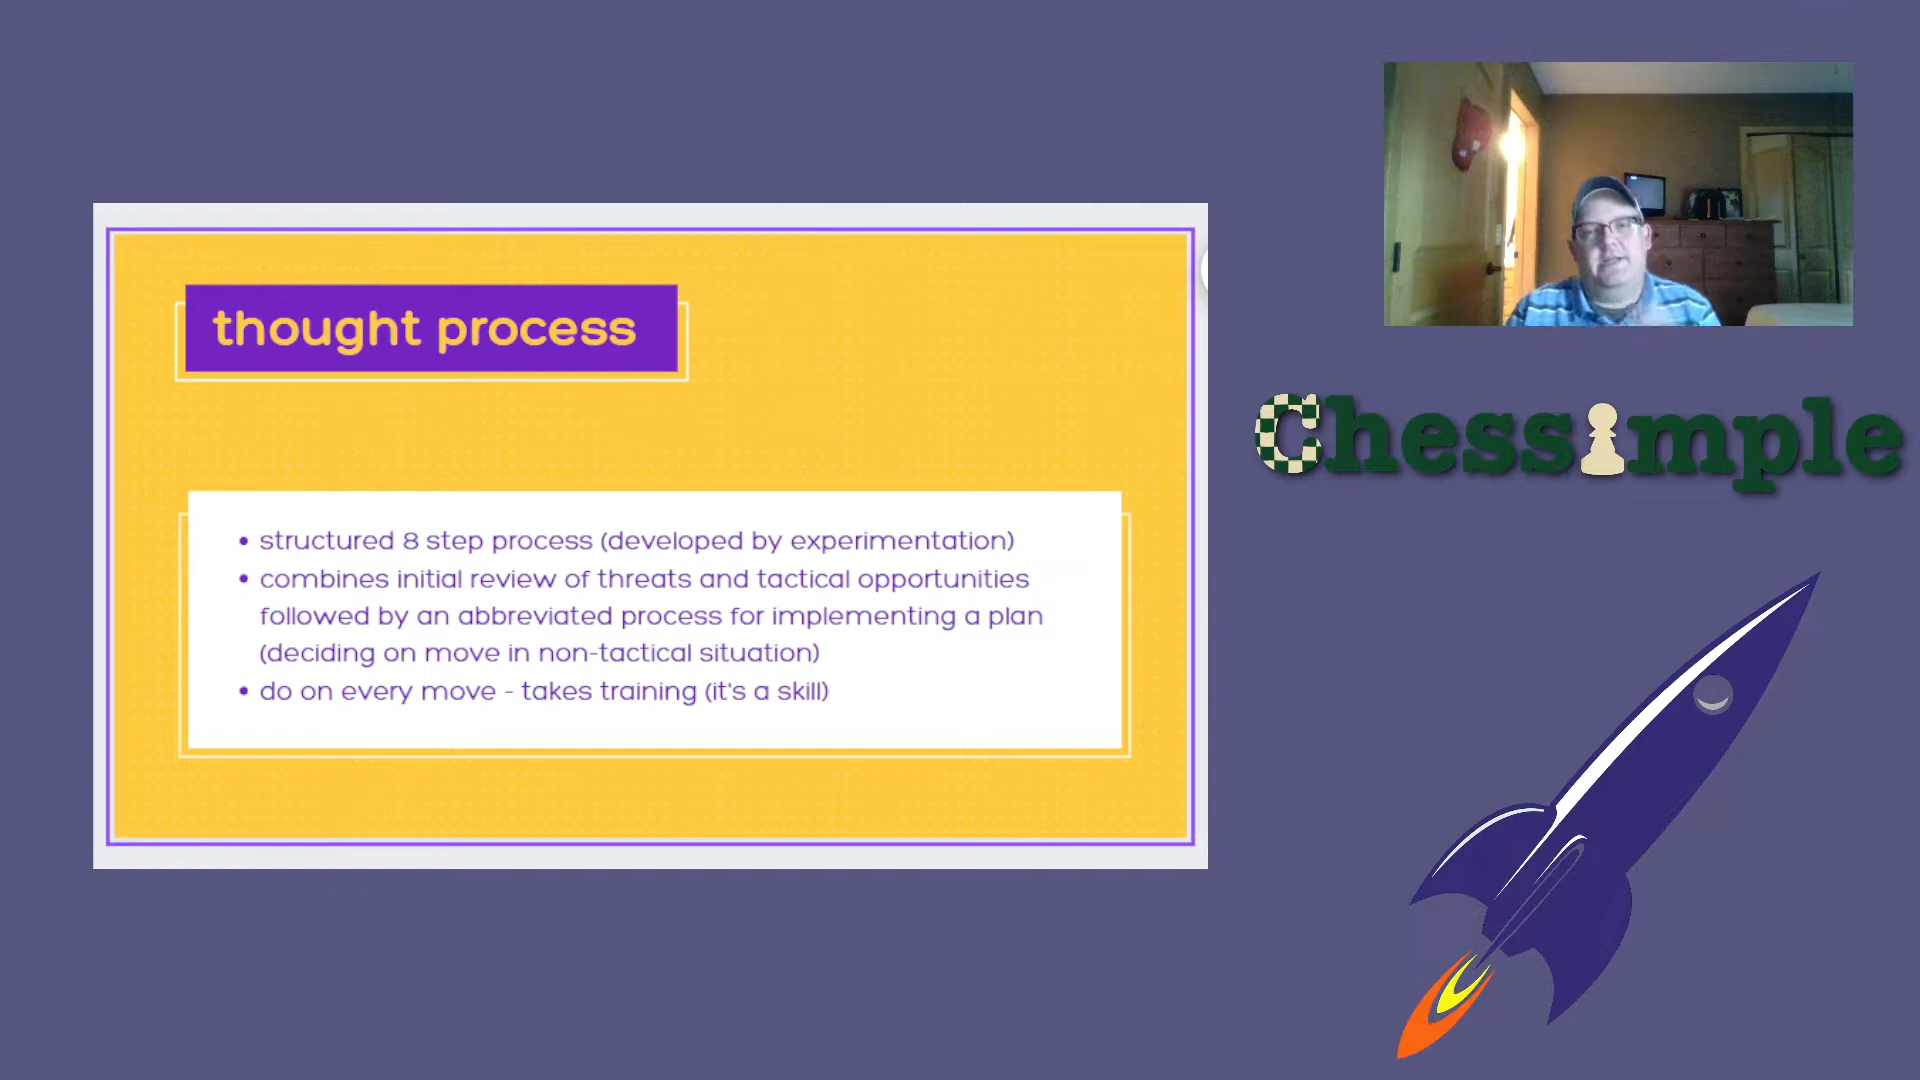 thought process
• structured 8 step process (developed by experimentation)
• combines initial review of threats and tactical opportunities
followed by an abbreviated process for implementing a plan
(deciding on move in non-tactical situation)
• do on every move - takes training (it's a skill)
Chessimple